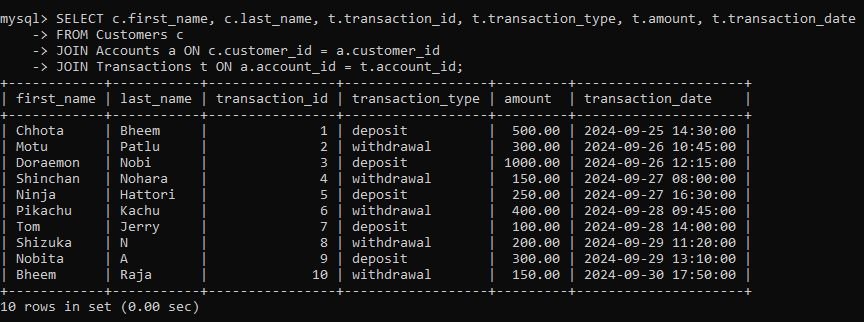 mysql> SELECT c.first_name, c.last_name, t.transaction_id, t.transaction_type, t.amount, t.transaction_date
    -> FROM Customers c
    -> JOIN Accounts a ON c.customer_id = a.customer_id
    -> JOIN Transactions t ON a.account_id = t.account_id;
+------------+-----------+----------------+------------------+---------+---------------------+
| first_name | last_name | transaction_id | transaction_type | amount  | transaction_date    |
+------------+-----------+----------------+------------------+---------+---------------------+
| Chhota     | Bheem     |              1 | deposit          |  500.00 | 2024-09-25 14:30:00 |
| Motu       | Patlu     |              2 | withdrawal       |  300.00 | 2024-09-26 10:45:00 |
| Doraemon   | Nobi      |              3 | deposit          | 1000.00 | 2024-09-26 12:15:00 |
| Shinchan   | Nohara    |              4 | withdrawal       |  150.00 | 2024-09-27 08:00:00 |
| Ninja      | Hattori   |              5 | deposit          |  250.00 | 2024-09-27 16:30:00 |
| Pikachu    | Kachu     |              6 | withdrawal       |  400.00 | 2024-09-28 09:45:00 |
| Tom        | Jerry     |              7 | deposit          |  100.00 | 2024-09-28 14:00:00 |
| Shizuka    | N         |              8 | withdrawal       |  200.00 | 2024-09-29 11:20:00 |
| Nobita     | A         |              9 | deposit          |  300.00 | 2024-09-29 13:10:00 |
| Bheem      | Raja      |             10 | withdrawal       |  150.00 | 2024-09-30 17:50:00 |
+------------+-----------+----------------+------------------+---------+---------------------+
10 rows in set (0.00 sec)